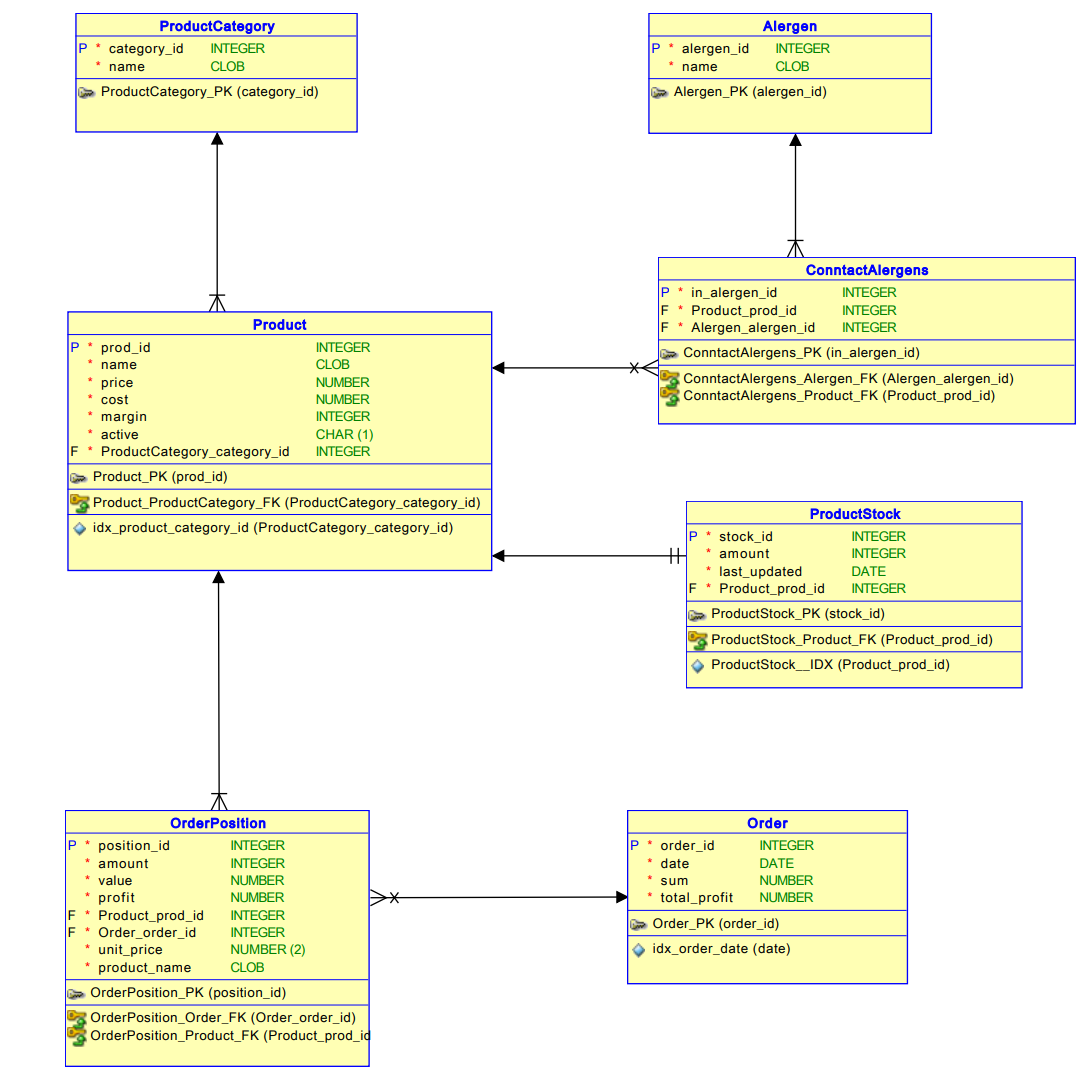 ProductCategory
P * category_id INTEGER
* name CLOB
ProductCategory_PK (category_id)
Alergen
P * alergen_id INTEGER
* name CLOB
Alergen_PK (alergen_id)
ConntactAlergens
P * in_alergen_id INTEGER
F * Product_prod_id INTEGER
F * Alergen_alergen_id INTEGER
ConntactAlergens_PK (in_alergen_id)
ConntactAlergens_Alergen_FK (Alergen_alergen_id)
ConntactAlergens_Product_FK (Product_prod_id)
Product
P * prod_id INTEGER
* name CLOB
* price NUMBER
* cost NUMBER
* margin INTEGER
* active CHAR (1)
F * ProductCategory_category_id INTEGER
Product_PK (prod_id)
Product_ProductCategory_FK (ProductCategory_category_id)
idx_product_category_id (ProductCategory_category_id)
ProductStock
P * stock_id INTEGER
* amount INTEGER
* last_updated DATE
F * Product_prod_id INTEGER
ProductStock_PK (stock_id)
ProductStock_Product_FK (Product_prod_id)
ProductStock__IDX (Product_prod_id)
OrderPosition
P * position_id INTEGER
* amount INTEGER
* value NUMBER
* profit NUMBER
F * Product_prod_id INTEGER
F * Order_order_id INTEGER
* unit_price NUMBER (2)
* product_name CLOB
OrderPosition_PK (position_id)
OrderPosition_Order_FK (Order_order_id)
OrderPosition_Product_FK (Product_prod_id
Order
P * order_id INTEGER
* date DATE
* sum NUMBER
* total_profit NUMBER
Order_PK (order_id)
idx_order_date (date)